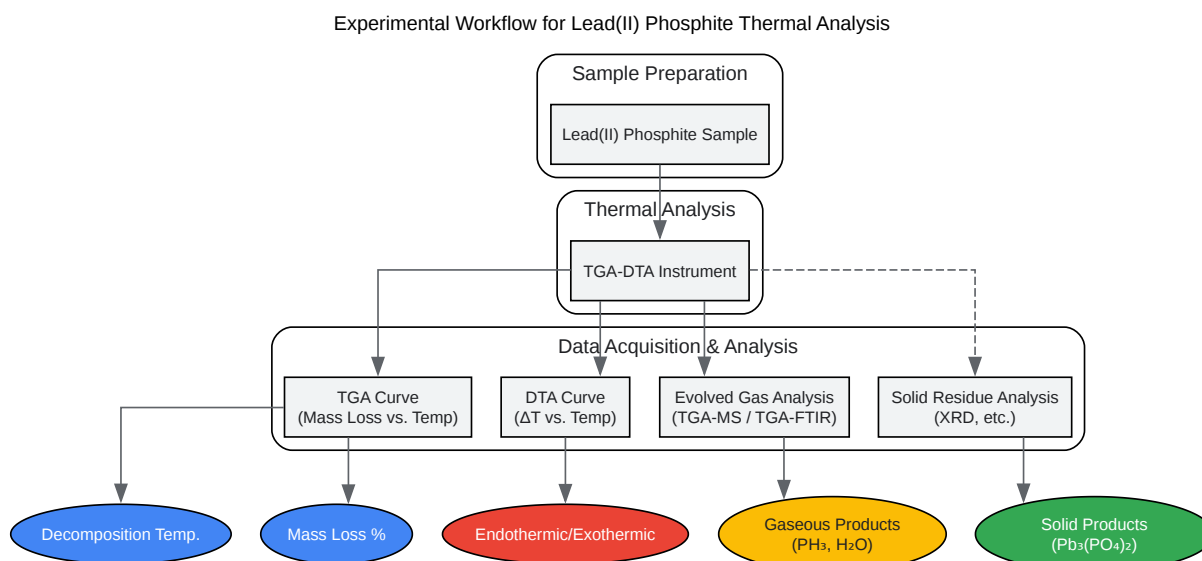 Experimental Workflow for Lead(II) Phosphite Thermal Analysis
Sample Preparation
Lead(II) Phosphite Sample
Thermal Analysis
TGA-DTA Instrument
Data Acquisition & Analysis
TGA Curve
(Mass Loss vs. Temp)
DTA Curve
(ΔT vs. Temp)
Evolved Gas Analysis
(TGA-MS / TGA-FTIR)
Solid Residue Analysis
(XRD, etc.)
Decomposition Temp.
Mass Loss %
Endothermic/Exothermic
Gaseous Products
(PH₃, H₂O)
Solid Products
(Pb₃(PO₄)₂)